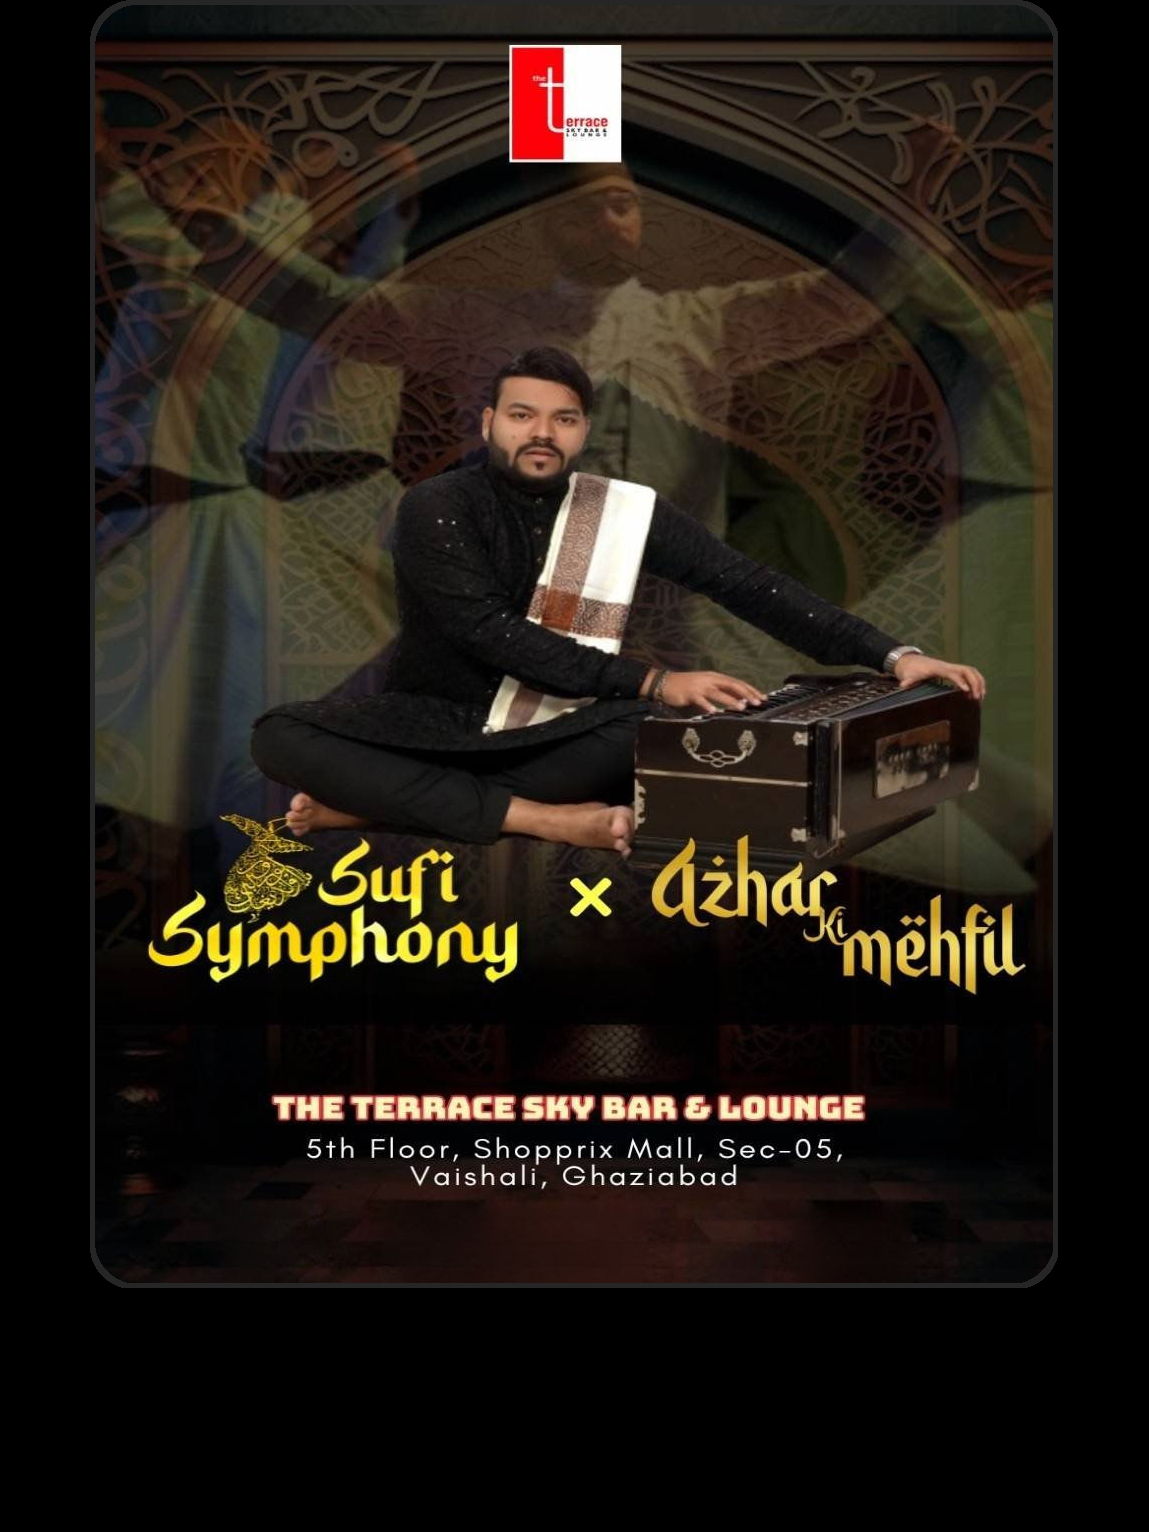 the
terrace
SKY BAR &
LOUNGE
Sufi
Symphony
×
Azhar
Ki
mëhfil
THE TERRACE SKY BAR & LOUNGE
5th Floor, Shopprix Mall, Sec-05,
Vaishali, Ghaziabad